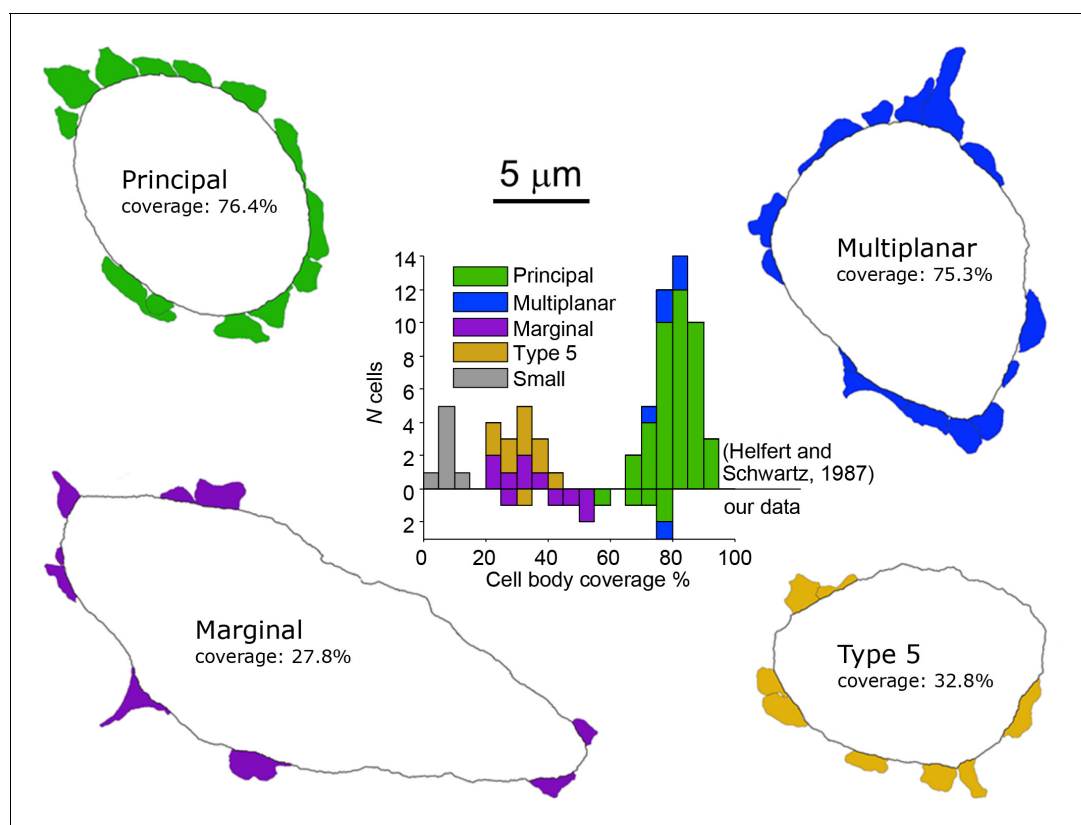 Principal
coverage: 76.4%
5 μm
Multiplanar
coverage: 75.3%
14
12
10
8
6
4
2
0
2
N cells
Principal
Multiplanar
Marginal
Type 5
Small
(Helfert and
Schwartz, 1987)
our data
0 20 40 60 80 100
Cell body coverage %
Marginal
coverage: 27.8%
Type 5
coverage: 32.8%